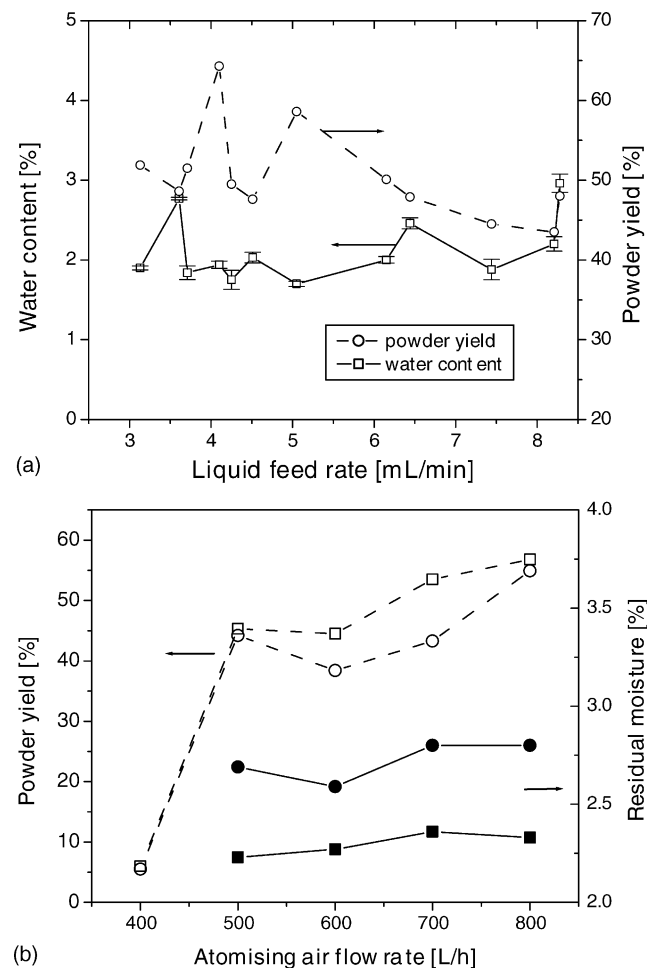 5
4
3
2
1
0
Water content [%]
70
60
50
40
30
20
Powder yield [%]
powder yield
water content
3 4 5 6 7 8
(a)
Liquid feed rate [mL/min]
60
50
40
30
20
10
0
Powder yield [%]
4.0
3.5
3.0
2.5
2.0
Residual moisture [%]
400 500 600 700 800
(b)
Atomising air flow rate [L/h]